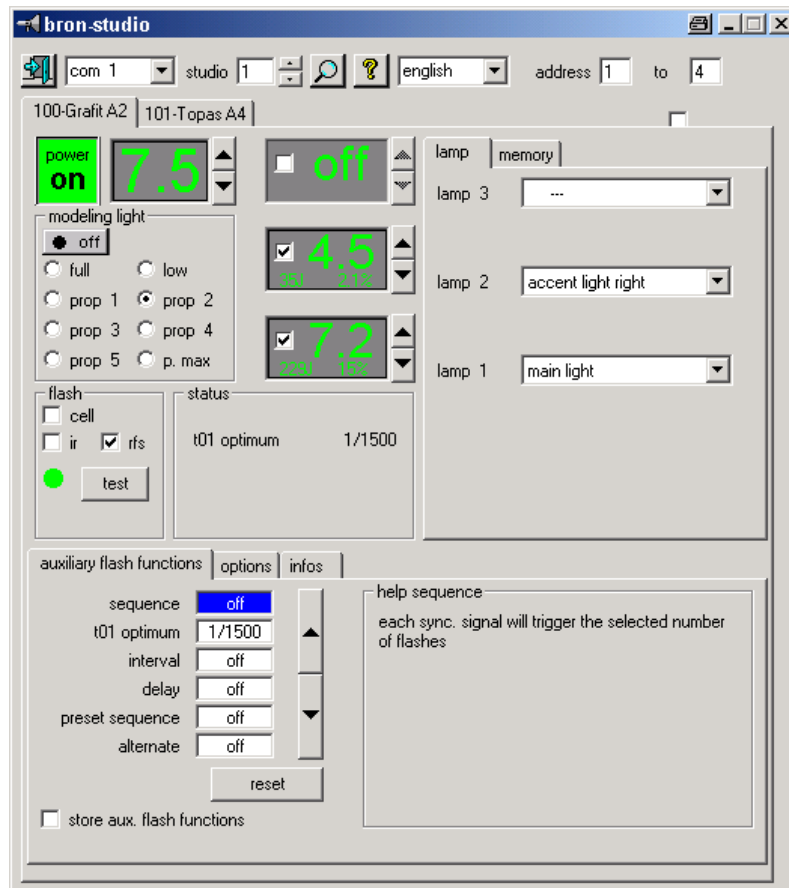 bron-studio
com 1 studio 1 ? english address 1 to 4
100-Grafit A2 101-Topas A4
power
on
7.5
off
lamp memory
lamp 3 ---
modeling light
off
full low
prop 1 prop 2
prop 3 prop 4
prop 5 p. max
4.5
35J 2.1%
lamp 2 accent light right
7.2
229J 15%
lamp 1 main light
flash
cell
ir rfs
test
status
t01 optimum 1/1500
auxiliary flash functions options infos
sequence off
t01 optimum 1/1500
interval off
delay off
preset sequence off
alternate off
reset
store aux. flash functions
help sequence
each sync. signal will trigger the selected number
of flashes